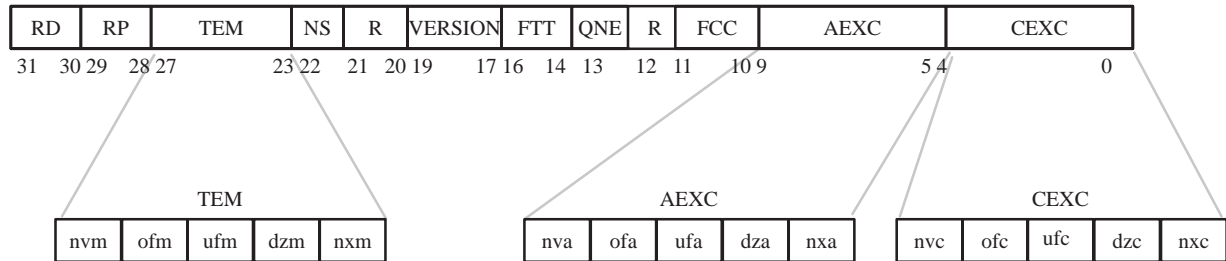 RD RP TEM NS R VERSION FTT QNE R FCC AEXC CEXC
31 30 29 28 27 23 22 21 20 19 17 16 14 13 12 11 10 9 5 4 0
TEM AEXC CEXC
nvm ofm ufm dzm nxm nva ofa ufa dza nxa nvc ofc ufc dzc nxc